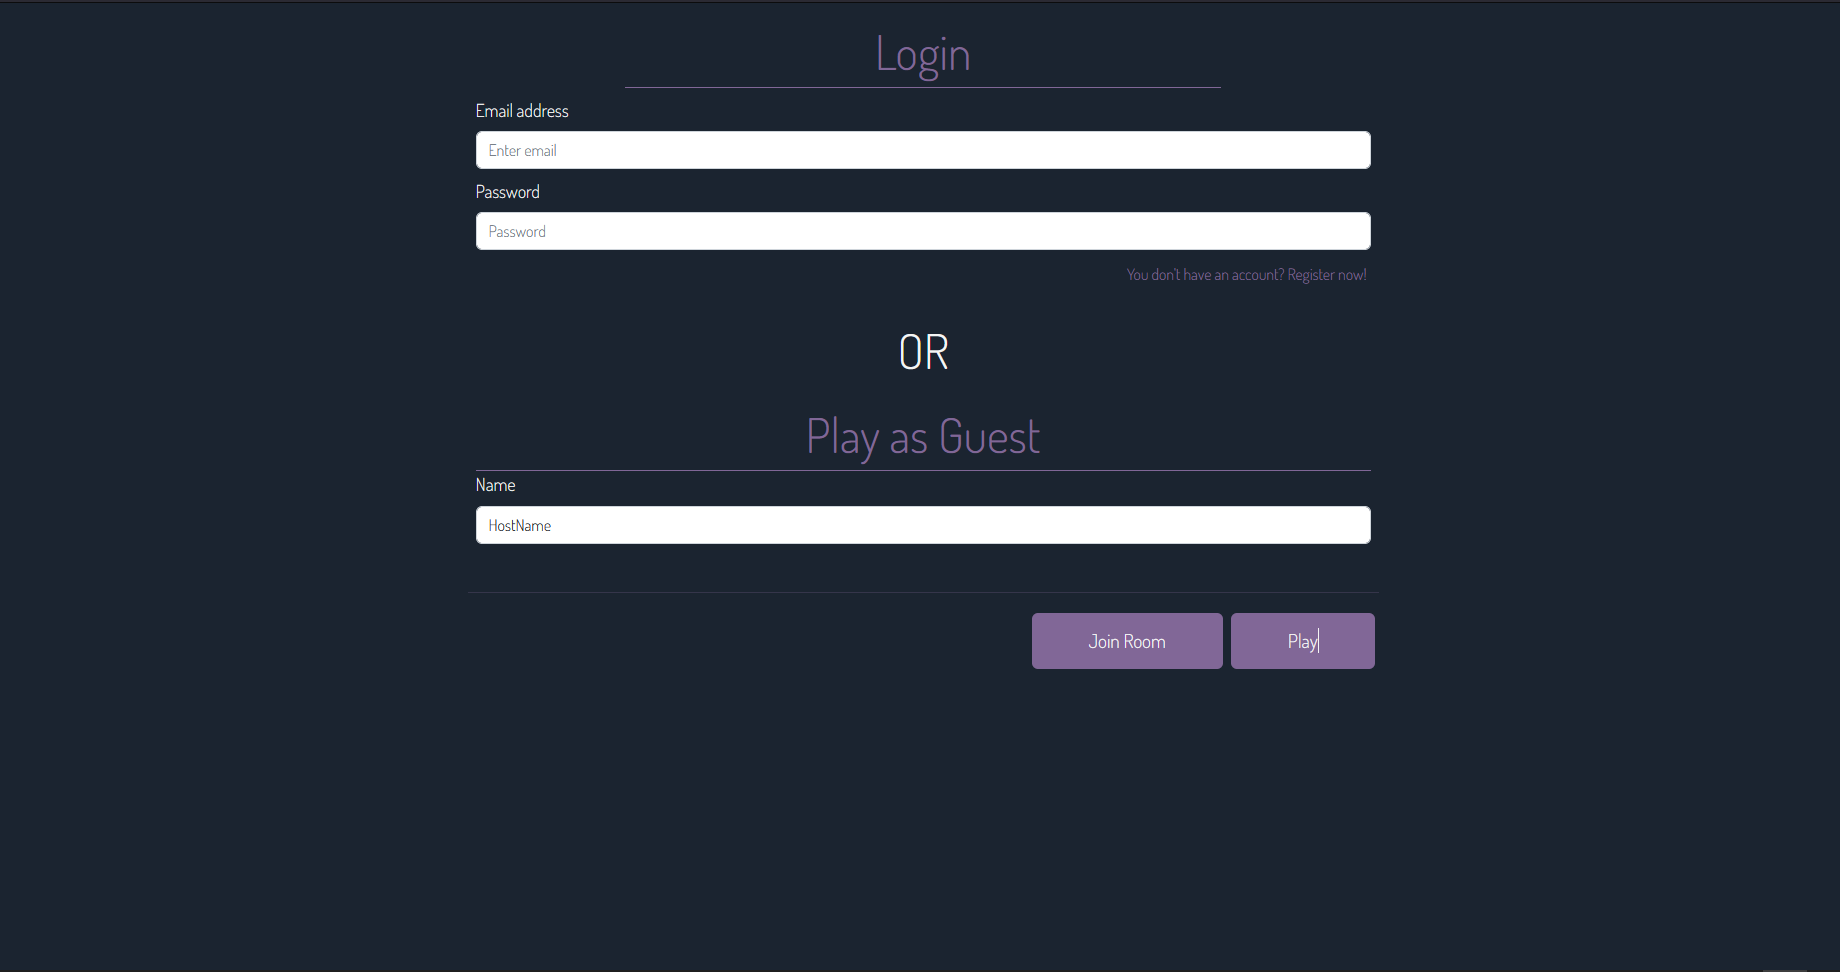 Login
Email address
Enter email
Password
Password
You don't have an account? Register now!
OR
Play as Guest
Name
HostName
Join Room Play